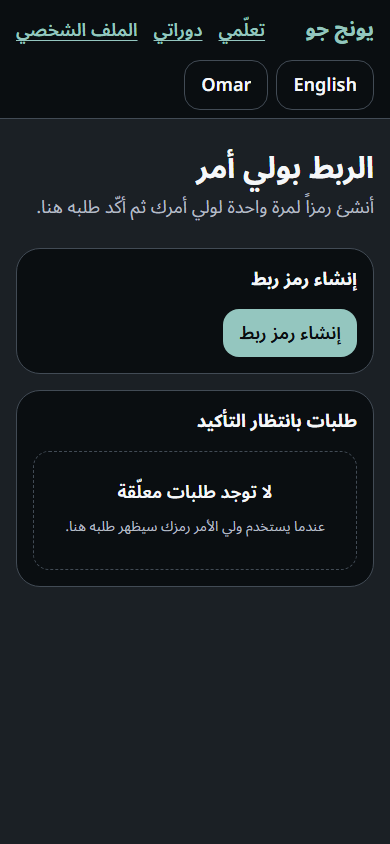 يونج جو
تعلّمي
دوراتي
الملف الشخصي
English
Omar
الربط بولي أمر
أنشئ رمزاً لمرة واحدة لولي أمرك ثم أكّد طلبه هنا.
إنشاء رمز ربط
إنشاء رمز ربط
طلبات بانتظار التأكيد
لا توجد طلبات معلّقة
عندما يستخدم ولي الأمر رمزك سيظهر طلبه هنا.